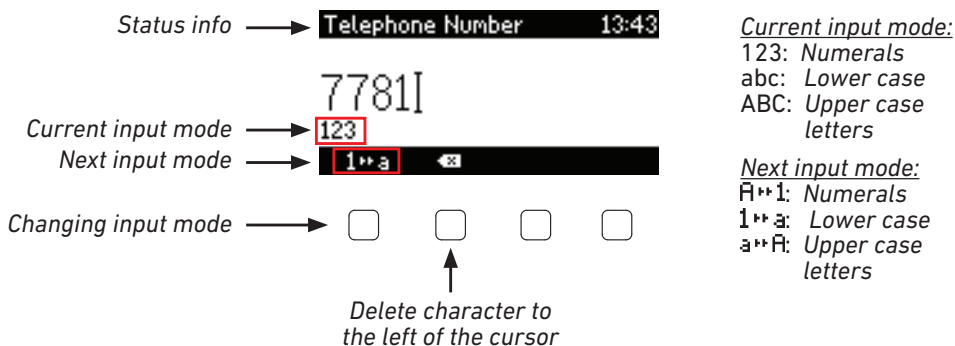 Status info
Telephone Number 13:43
7781
Current input mode
123
Next input mode
1↦a
Changing input mode
Delete character to
the left of the cursor
Current input mode:
123: Numerals
abc: Lower case
ABC: Upper case
letters
Next input mode:
A↦1: Numerals
1↦a: Lower case
a↦A: Upper case
letters